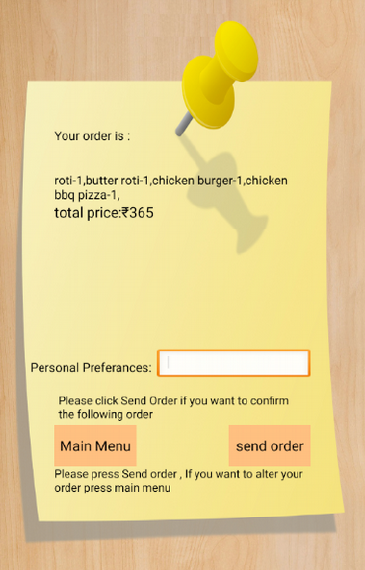 Your order is :
roti-1,butter roti-1,chicken burger-1,chicken
bbq pizza-1,
total price:₹365
Personal Preferances:
Please click Send Order if you want to confirm
the following order
Main Menu
send order
Please press Send order , If you want to alter your
order press main menu